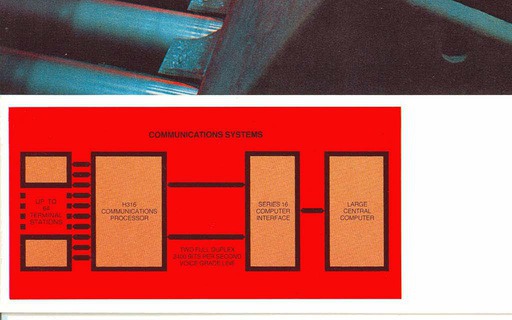 COMMUNICATIONS SYSTEMS
UP TO
64
TERMINAL
STATIONS
H316
COMMUNICATIONS
PROCESSOR
SERIES 16
COMPUTER
INTERFACE
LARGE
CENTRAL
COMPUTER
TWO FULL DUPLEX
2400 BITS PER SECOND
VOICE GRADE LINE